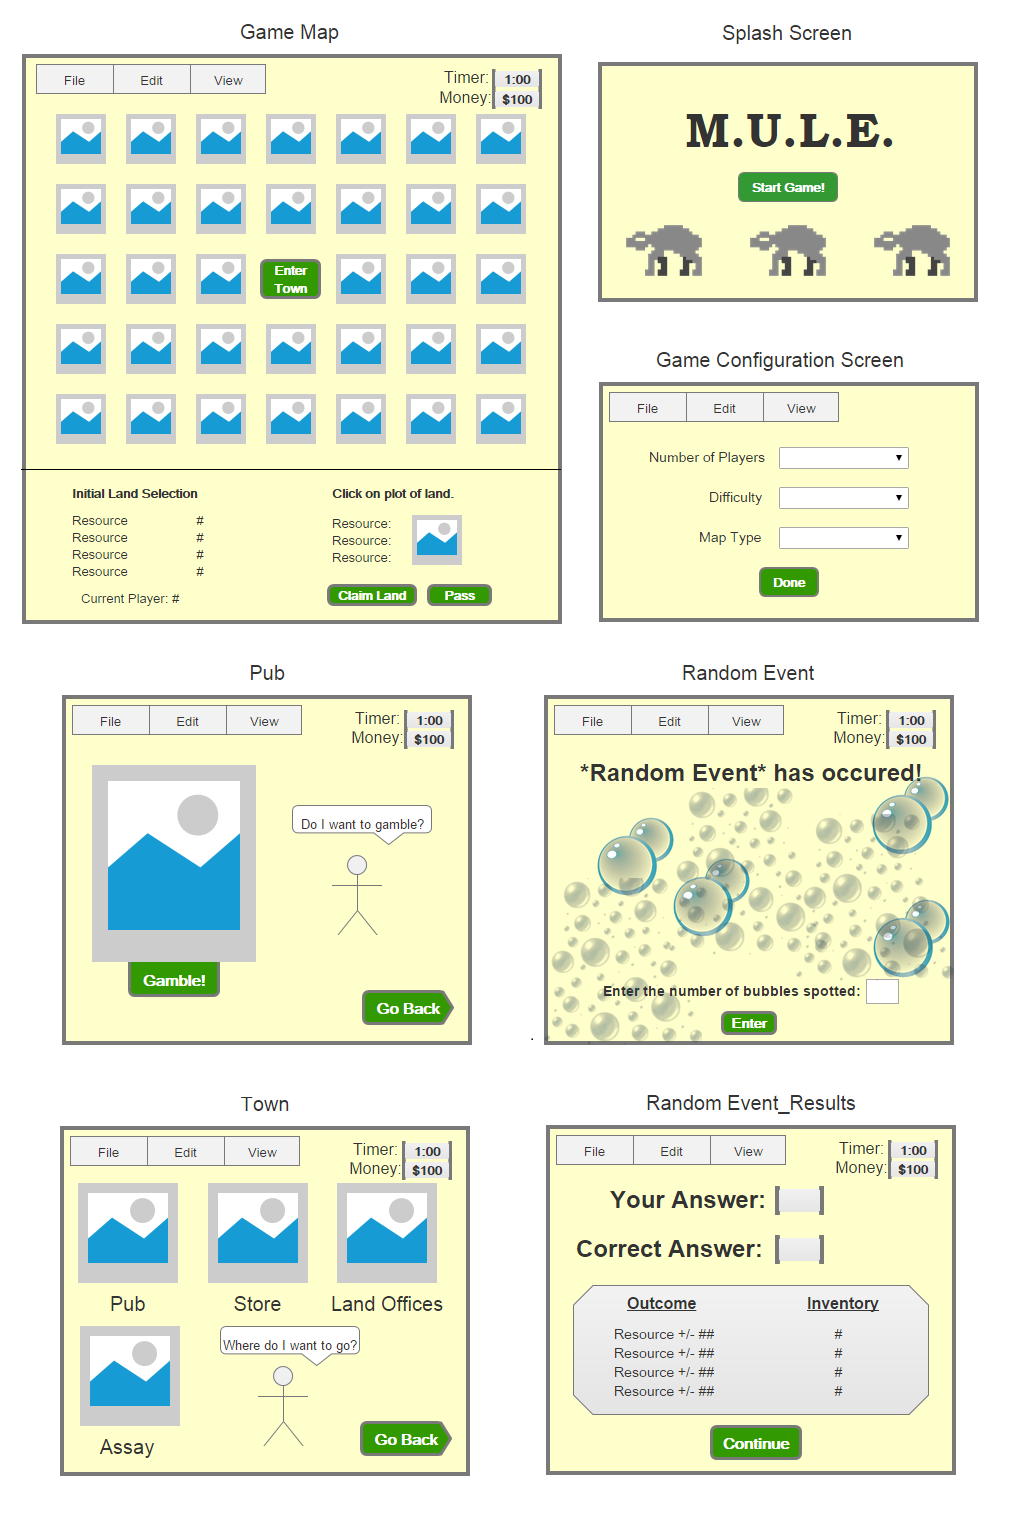 Game Map
File Edit View
Timer: 1:00
Money: $100
Enter
Town
Initial Land Selection
Resource #
Resource #
Resource #
Resource #
Current Player: #
Click on plot of land.
Resource:
Resource:
Resource:
Claim Land Pass
Splash Screen
M.U.L.E.
Start Game!
Game Configuration Screen
File Edit View
Number of Players
Difficulty
Map Type
Done
Pub
File Edit View
Timer: 1:00
Money: $100
Do I want to gamble?
Gamble!
Go Back
Random Event
File Edit View
Timer: 1:00
Money: $100
*Random Event* has occured!
Enter the number of bubbles spotted:
Enter
.
Town
File Edit View
Timer: 1:00
Money: $100
Pub Store Land Offices
Where do I want to go?
Assay
Go Back
Random Event_Results
File Edit View
Timer: 1:00
Money: $100
Your Answer:
Correct Answer:
Outcome Inventory
Resource +/- ## #
Resource +/- ## #
Resource +/- ## #
Resource +/- ## #
Continue